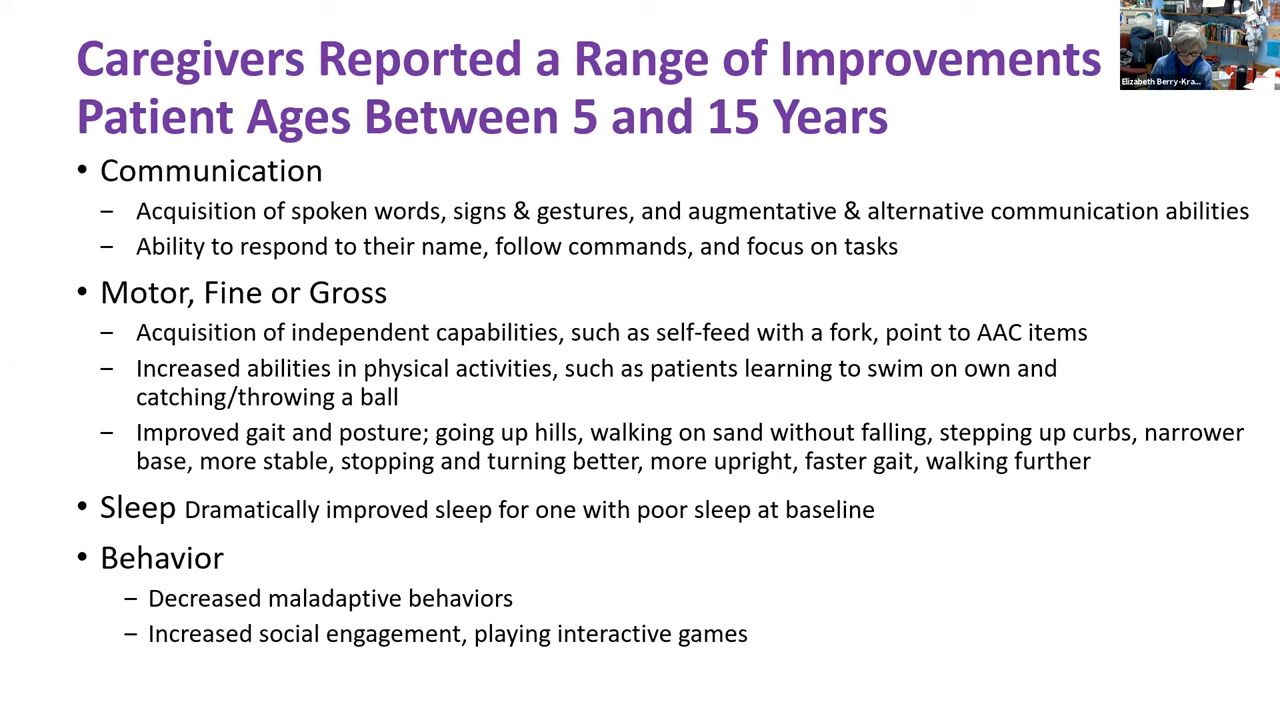 Caregivers Reported a Range of Improvements
Patient Ages Between 5 and 15 Years
Elizabeth Berry-Kra...
• Communication
– Acquisition of spoken words, signs & gestures, and augmentative & alternative communication abilities
– Ability to respond to their name, follow commands, and focus on tasks
• Motor, Fine or Gross
– Acquisition of independent capabilities, such as self-feed with a fork, point to AAC items
– Increased abilities in physical activities, such as patients learning to swim on own and
catching/throwing a ball
– Improved gait and posture; going up hills, walking on sand without falling, stepping up curbs, narrower
base, more stable, stopping and turning better, more upright, faster gait, walking further
• Sleep Dramatically improved sleep for one with poor sleep at baseline
• Behavior
– Decreased maladaptive behaviors
– Increased social engagement, playing interactive games